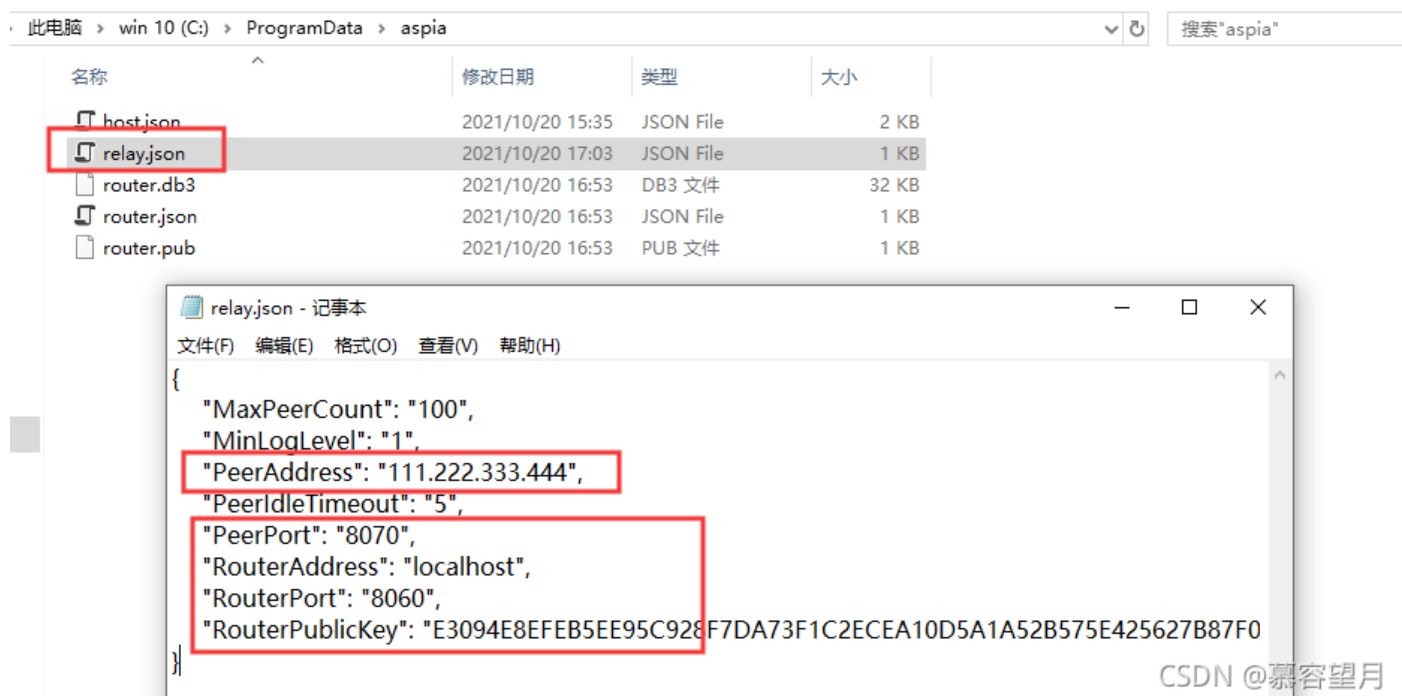 此电脑 > win 10 (C:) > ProgramData > aspia 搜索"aspia"
名称 修改日期 类型 大小
host.json 2021/10/20 15:35 JSON File 2 KB
relay.json 2021/10/20 17:03 JSON File 1 KB
router.db3 2021/10/20 16:53 DB3 文件 32 KB
router.json 2021/10/20 16:53 JSON File 1 KB
router.pub 2021/10/20 16:53 PUB 文件 1 KB
relay.json - 记事本
文件(F) 编辑(E) 格式(O) 查看(V) 帮助(H)
{
"MaxPeerCount": "100",
"MinLogLevel": "1",
"PeerAddress": "111.222.333.444",
"PeerIdleTimeout": "5",
"PeerPort": "8070",
"RouterAddress": "localhost",
"RouterPort": "8060",
"RouterPublicKey": "E3094E8EFEB5EE95C928F7DA73F1C2ECEA10D5A1A52B575E425627B87F0
}
CSDN @慕容望月